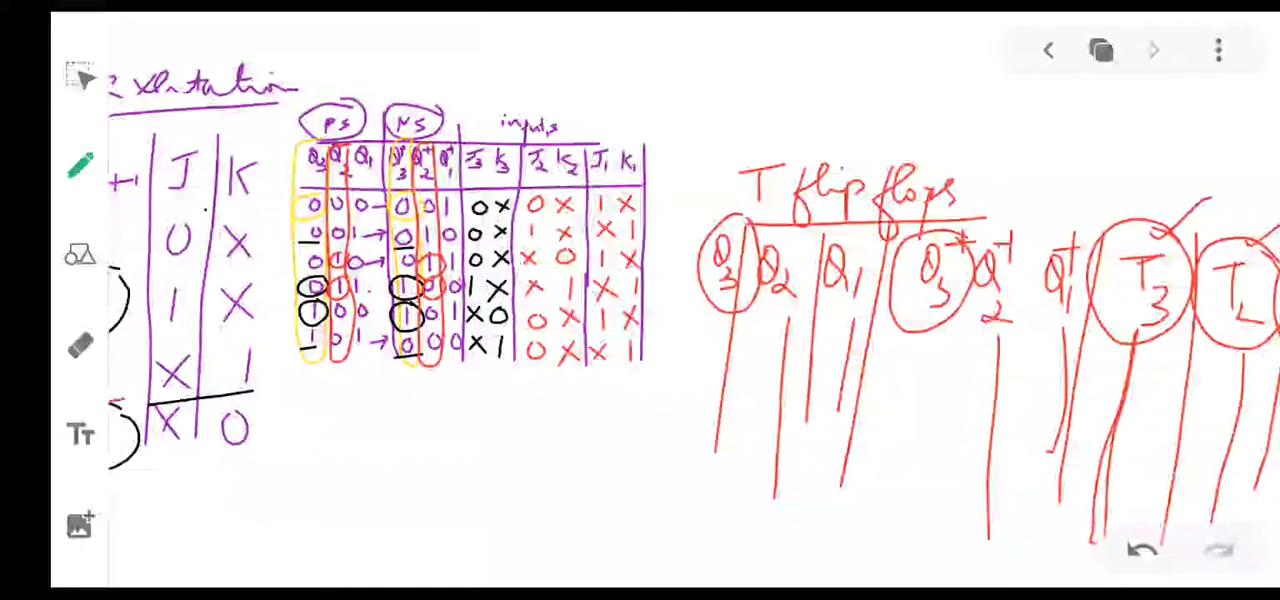 Excitation
J K
0 X
1 X
X 1
X 0
PS NS inputs
Q3 Q2 Q1 Q3+ Q2+ Q1+ J3 K3 J2 K2 J1 K1
0 0 0 → 0 0 1 0 X 0 X 1 X
0 0 1 → 0 1 0 0 X 1 X X 1
0 1 0 → 0 1 1 0 X X 0 1 X
0 1 1 . 1 0 0 1 X X 1 X 1
1 0 0 1 0 1 X 0 0 X 1 X
1 0 1 → 0 0 0 X 1 0 X X 1
T flip flops
Q3 Q2 Q1 Q3+ Q2+ Q1+ T3 T2
Tт